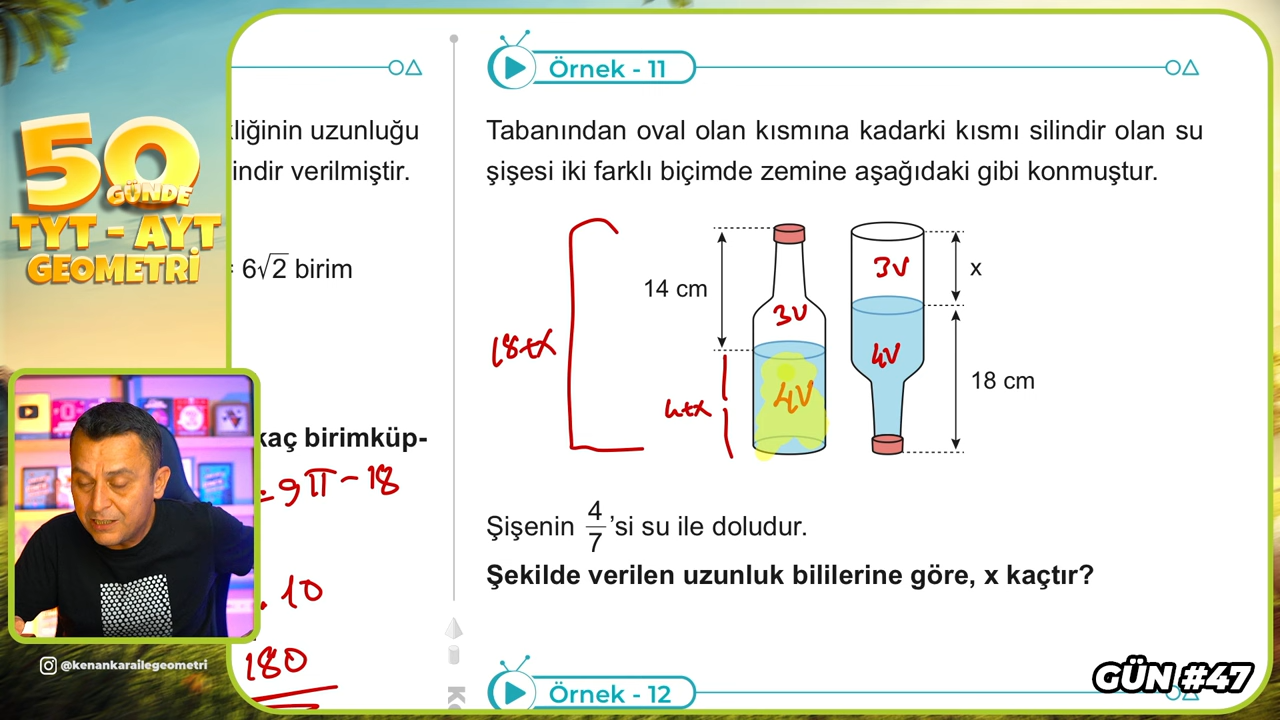 50
GÜNDE
TYT - AYT
GEOMETRİ
kliğinin uzunluğu
indir verilmiştir.
= 6√2 birim
kaç birimküp-
= 9π - 18
. 10
180
@kenankarailegeometri
Örnek - 11
Tabanından oval olan kısmına kadarki kısmı silindir olan su
şişesi iki farklı biçimde zemine aşağıdaki gibi konmuştur.
18+x
14 cm
3V
4V
4+x
3V
4V
x
18 cm
Şişenin 4/7 'si su ile doludur.
Şekilde verilen uzunluk bililerine göre, x kaçtır?
Örnek - 12
GÜN #47